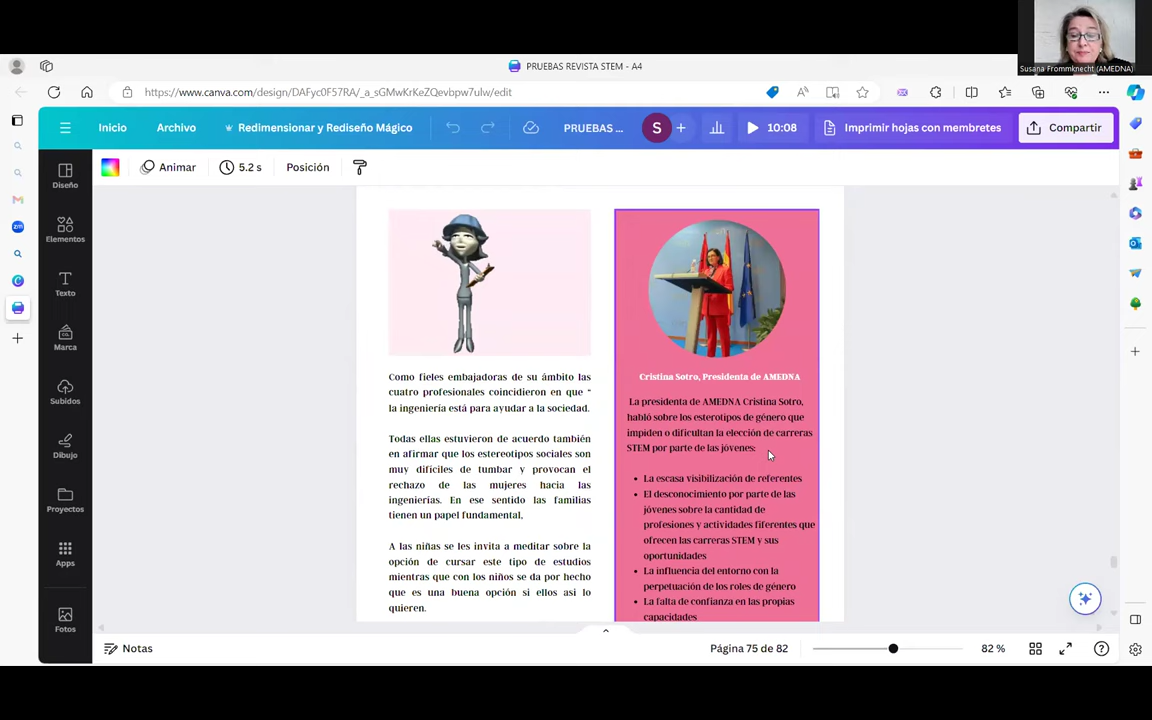 Susana Frommknecht (AMEDNA)
PRUEBAS REVISTA STEM - A4
https://www.canva.com/design/DAFyc0F57RA/_a_sGMwKrKeZQevbpw7ulw/edit
Inicio
Archivo
Redimensionar y Rediseño Mágico
PRUEBAS ...
S
10:08
Imprimir hojas con membretes
Compartir
Diseño
Elementos
Texto
Marca
Subidos
Dibujo
Proyectos
Apps
Fotos
Animar
5.2 s
Posición
Como fieles embajadoras de su ámbito las
cuatro profesionales coincidieron en que “
la ingeniería está para ayudar a la sociedad.
Todas ellas estuvieron de acuerdo también
en afirmar que los estereotipos sociales son
muy difíciles de tumbar y provocan el
rechazo de las mujeres hacia las
ingenierías. En ese sentido las familias
tienen un papel fundamental,
A las niñas se les invita a meditar sobre la
opción de cursar este tipo de estudios
mientras que con los niños se da por hecho
que es una buena opción si ellos así lo
quieren.
Cristina Sotro, Presidenta de AMEDNA
La presidenta de AMEDNA Cristina Sotro,
habló sobre los esterotipos de género que
impiden o dificultan la elección de carreras
STEM por parte de las jóvenes:
• La escasa visibilización de referentes
• El desconocimiento por parte de las
jóvenes sobre la cantidad de
profesiones y actividades fiferentes que
ofrecen las carreras STEM y sus
oportunidades
• La influencia del entorno con la
perpetuación de los roles de género
• La falta de confianza en las propias
capacidades
Notas
Página 75 de 82
82 %